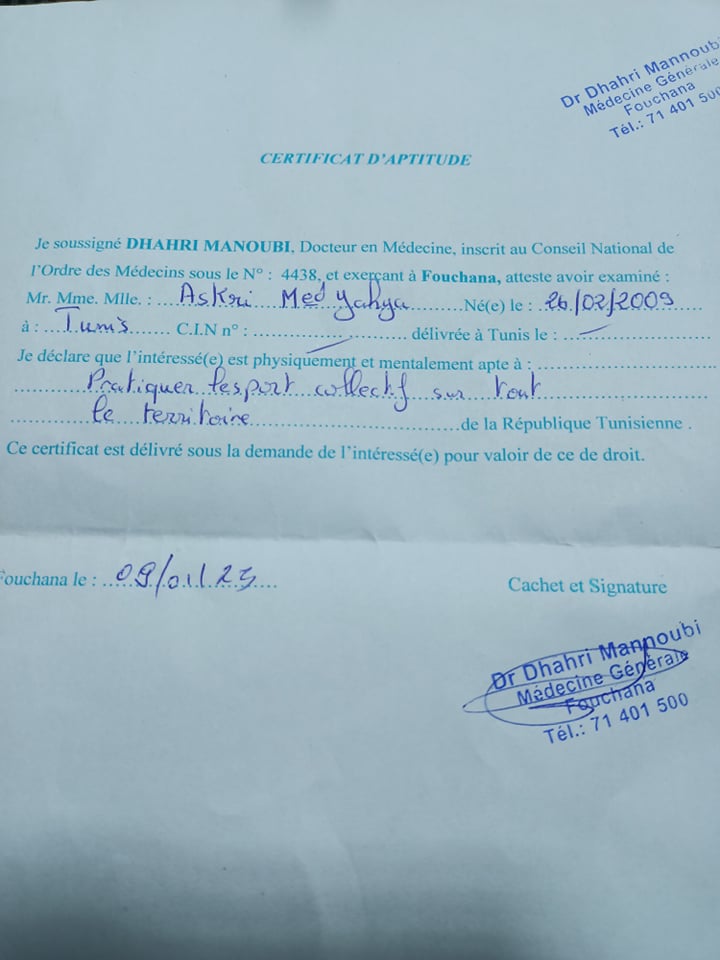 Dr Dhahri Mannoubi
Médecine Générale
Fouchana
Tél.: 71 401 500
CERTIFICAT D'APTITUDE
Je soussigné DHAHRI MANOUBI, Docteur en Médecine, inscrit au Conseil National de
l'Ordre des Médecins sous le N° : 4438, et exerçant à Fouchana, atteste avoir examiné :
Mr. Mme. Mlle. : Askri Med Yahya Né(e) le : 26/02/2009
à : Tunis C.I.N n° : délivrée à Tunis le :
Je déclare que l'intéressé(e) est physiquement et mentalement apte à :
Pratiquer le sport collectif sur tout
le territoire de la République Tunisienne .
Ce certificat est délivré sous la demande de l'intéressé(e) pour valoir de ce de droit.
Fouchana le : 09/01/23
Cachet et Signature
Dr Dhahri Mannoubi
Médecine Générale
Fouchana
Tél.: 71 401 500